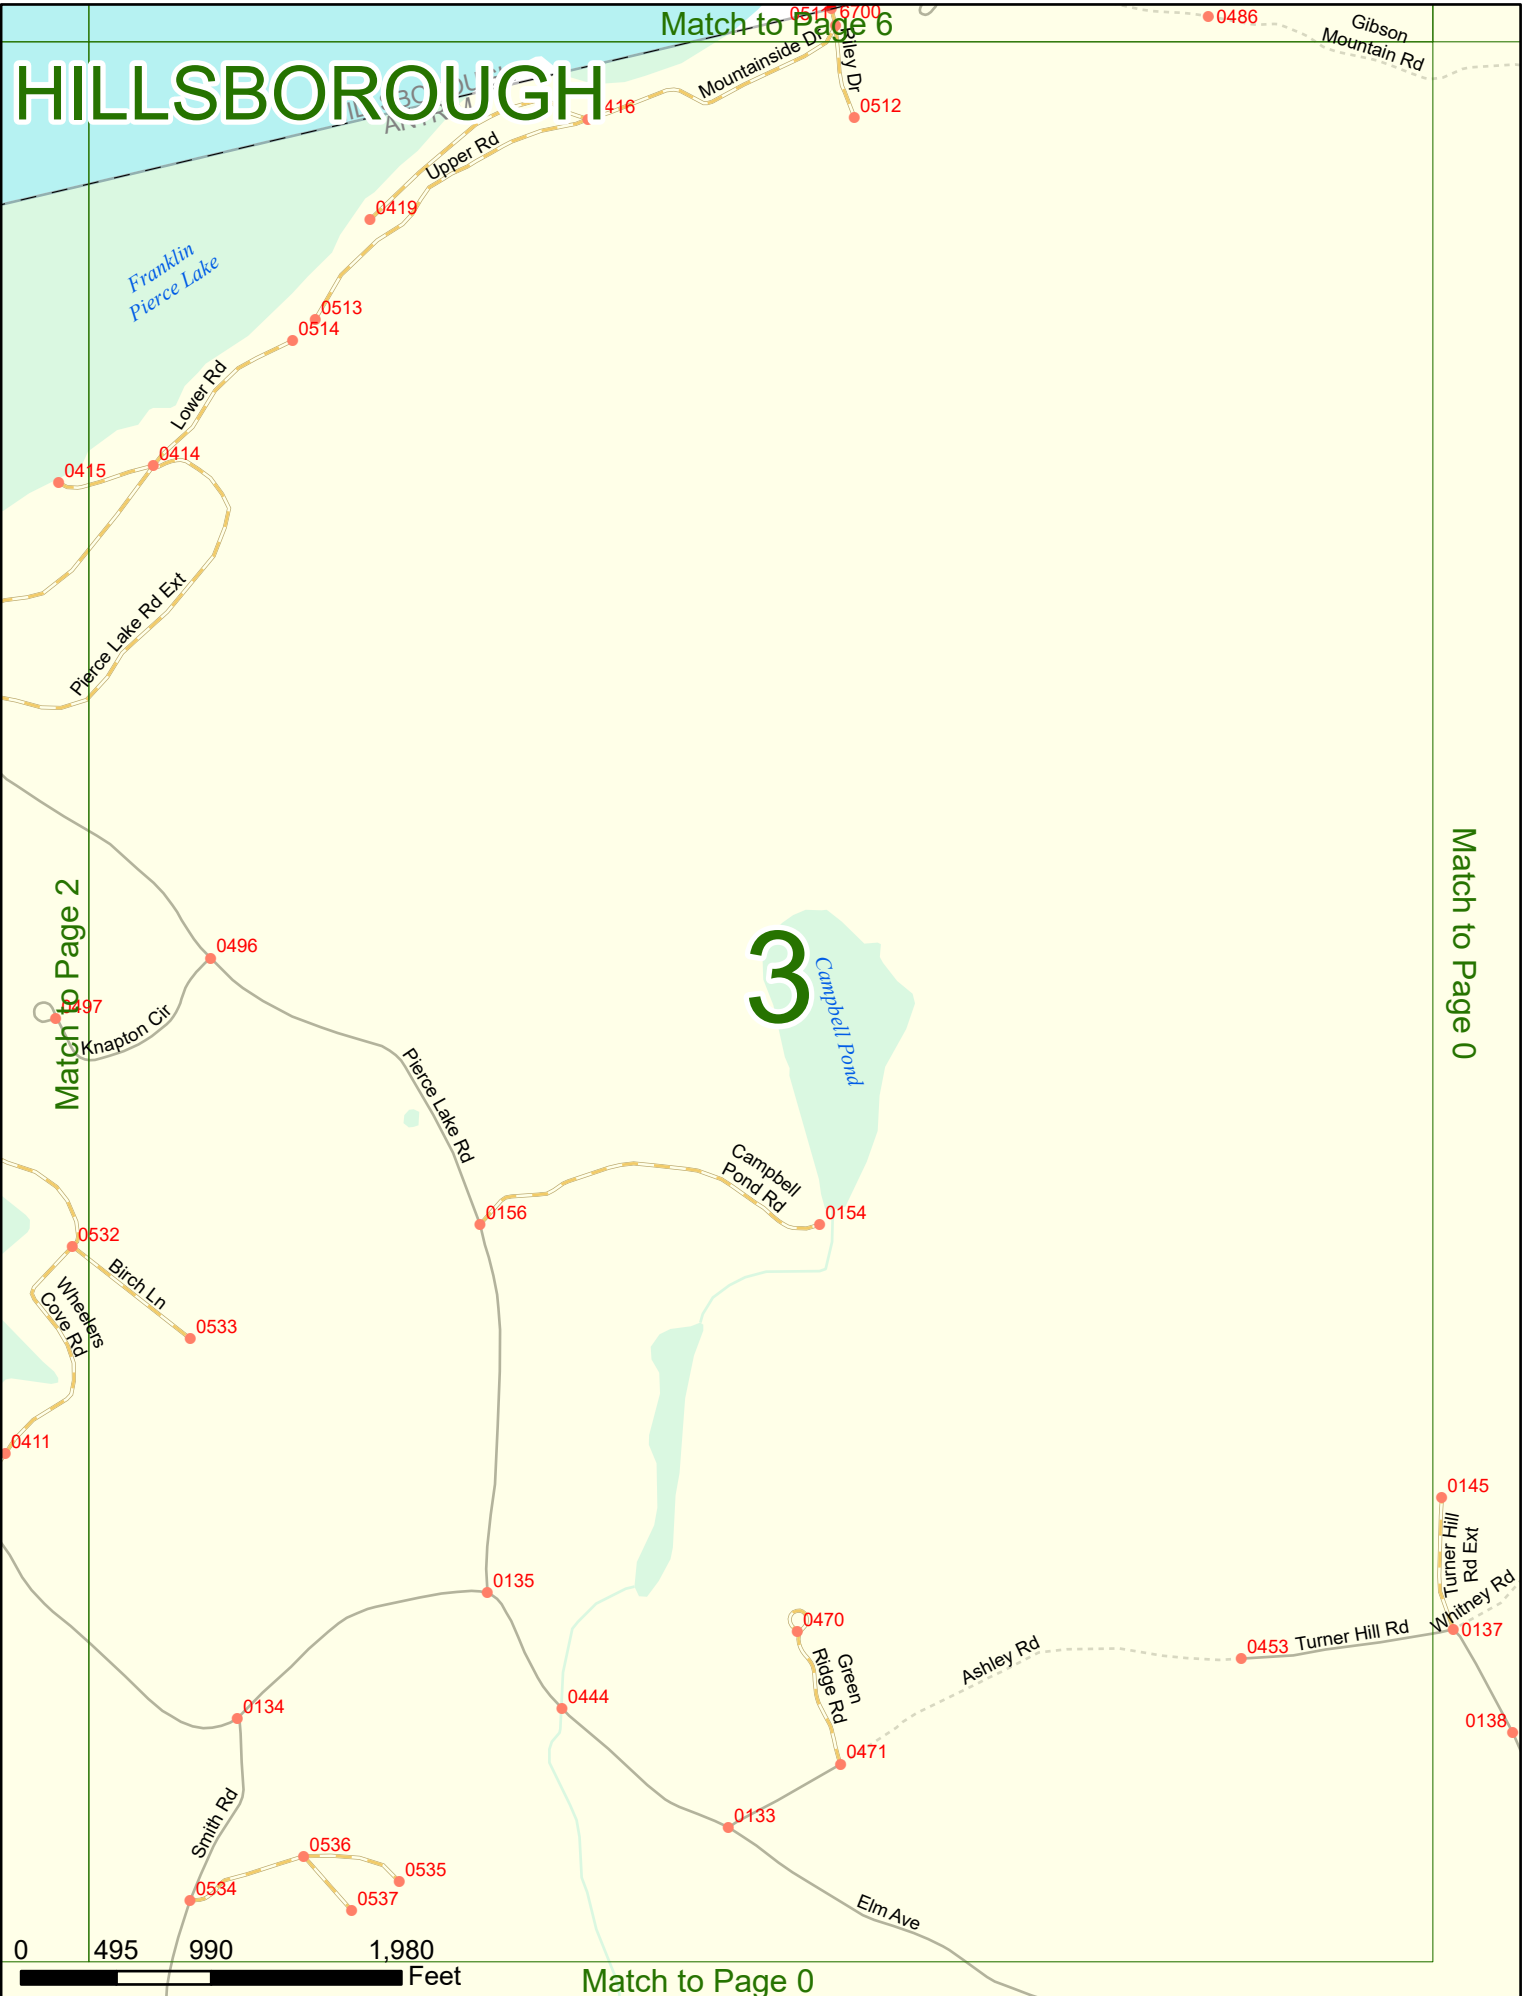 Match to Page 6
6700
0486
Gibson
Mountain Rd
HILLSBOROUGH
Mountainside Dr
Riley Dr
0512
Upper Rd
0419
Franklin
Pierce Lake
0513
0514
Lower Rd
0414
0415
Pierce Lake Rd Ext
Match to Page 2
Match to Page 0
0496
3
Campbell Pond
0497
Knapton Cir
Pierce Lake Rd
Campbell
Pond Rd
0156
0154
0532
Birch Ln
Wheelers
Cove Rd
0533
0411
0145
Turner Hill
Rd Ext
Whitney Rd
0135
0470
Green
Ridge Rd
Ashley Rd
0453
Turner Hill Rd
0137
0134
0444
0138
0471
Smith Rd
0133
0536
0535
0534
0537
Elm Ave
0 495 990 1,980
Feet
Match to Page 0